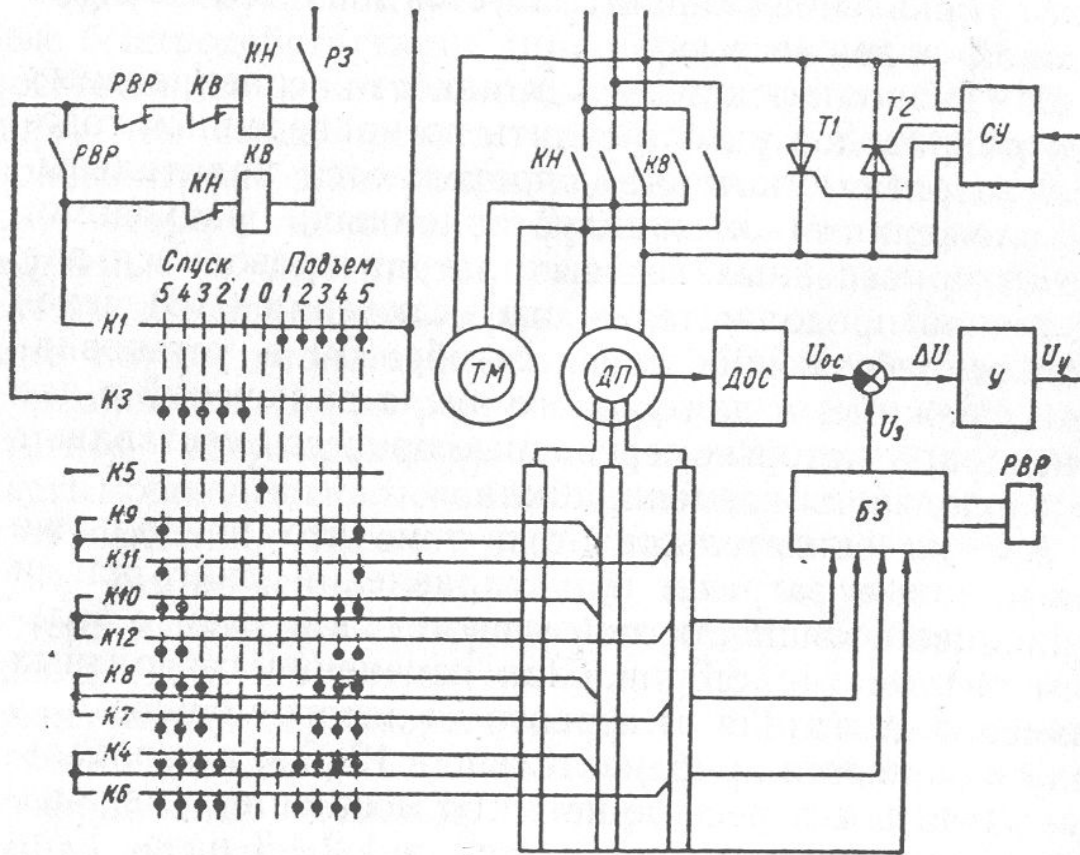 КН
РЗ
РВР
КВ
КВ
РВР
КН
КН
КВ
Т1
Т2
СУ
Спуск
Подъем
5 4 3 2 1 0 1 2 3 4 5
К1
К3
К5
К9
К11
К10
К12
К8
К7
К4
К6
ТМ
ДП
ДОС
Uос
ΔU
У
Uу
Uз
БЗ
РВР